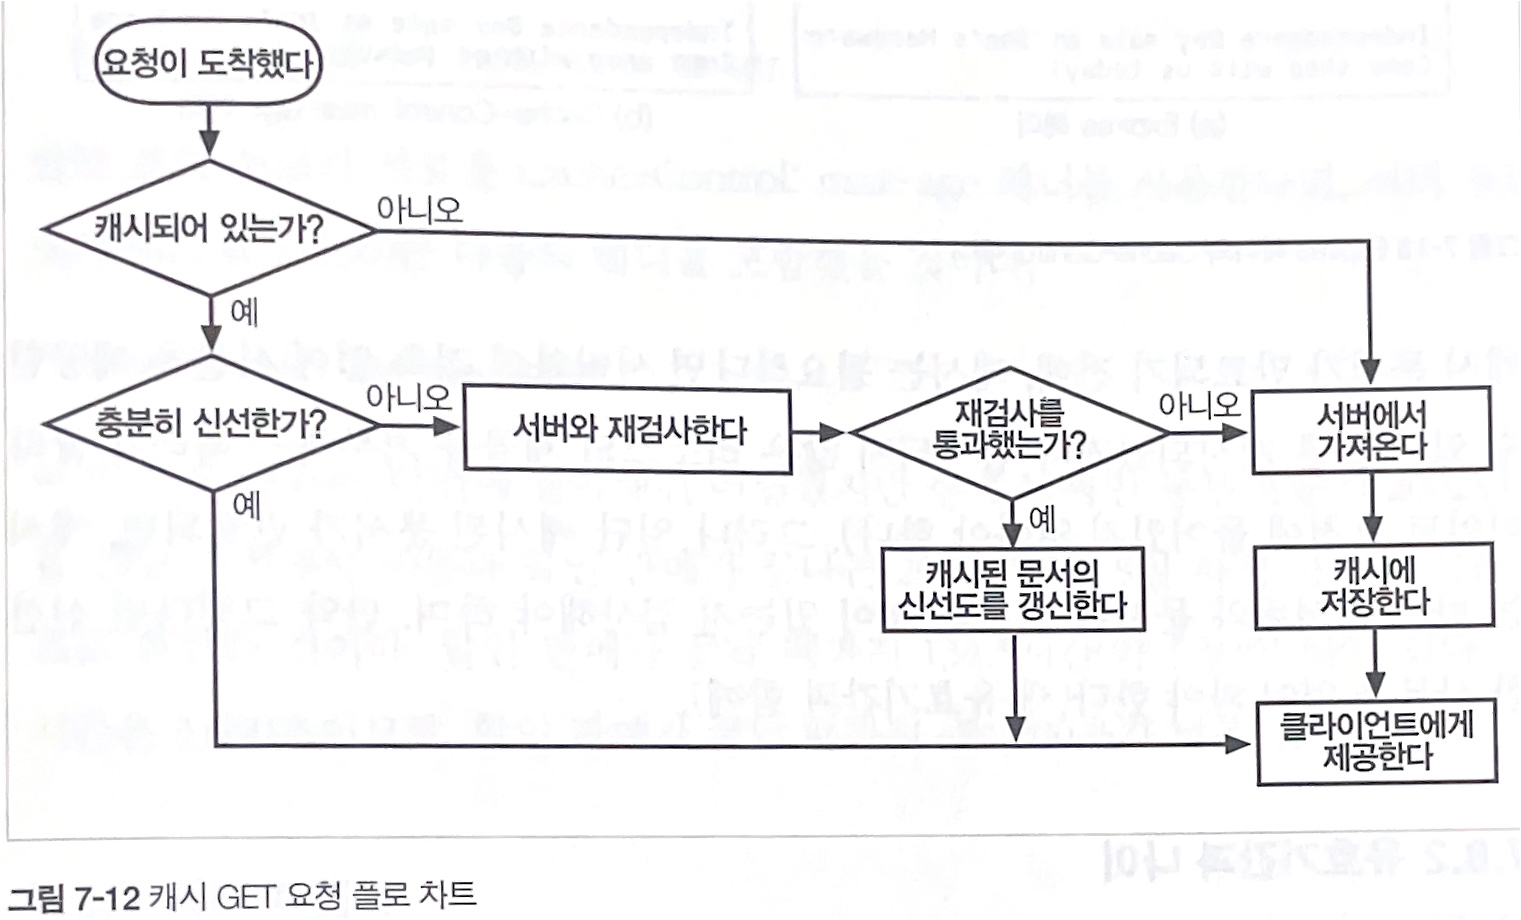 요청이 도착했다
캐시되어 있는가?
아니오
예
충분히 신선한가?
아니오
서버와 재검사한다
재검사를
통과했는가?
아니오
서버에서
가져온다
예
예
캐시된 문서의
신선도를 갱신한다
캐시에
저장한다
클라이언트에게
제공한다
그림 7-12 캐시 GET 요청 플로 차트